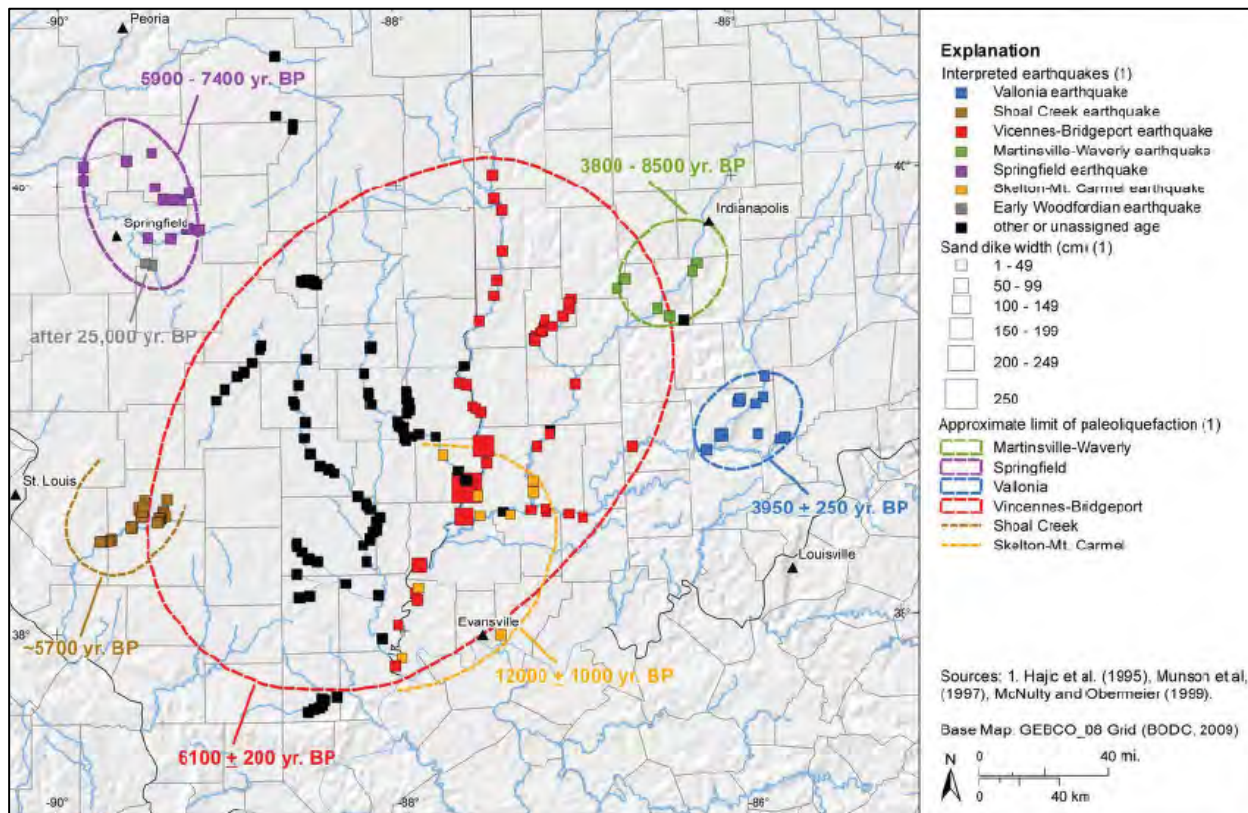 -90°
Peoria
-88°
-86°
5900 - 7400 yr. BP
3800 - 8500 yr. BP
40°
40°
Indianapolis
Springfield
after 25,000 yr. BP
St. Louis
3950 + 250 yr. BP
Louisville
Evansville
38°
38°
~5700 yr. BP
12000 + 1000 yr. BP
6100 + 200 yr. BP
-90°
-88°
-86°
Explanation
Interpreted earthquakes (1)
Vallonia earthquake
Shoal Creek earthquake
Vicennes-Bridgeport earthquake
Martinsville-Waverly earthquake
Springfield earthquake
Skelton-Mt. Carmel earthquake
Early Woodfordian earthquake
other or unassigned age
Sand dike width (cm) (1)
1 - 49
50 - 99
100 - 149
150 - 199
200 - 249
250
Approximate limit of paleoliquefaction (1)
Martinsville-Waverly
Springfield
Vallonia
Vincennes-Bridgeport
Shoal Creek
Skelton-Mt. Carmel
Sources: 1. Hajic et al. (1995), Munson et al,
(1997), McNulty and Obermeier (1999).
Base Map: GEBCO_08 Grid (BODC, 2009)
N
0 40 mi.
0 40 km